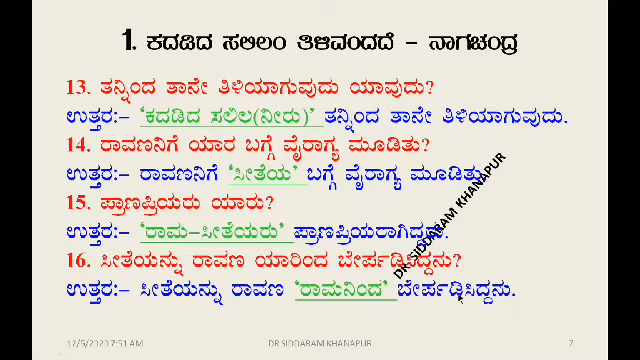 1. ಕದಡಿದ ಸಲಿಲಂ ತಿಳಿವಂದದೆ – ನಾಗಚಂದ್ರ
13. ತನ್ನಿಂದ ತಾನೇ ತಿಳಿಯಾಗುವುದು ಯಾವುದು?
ಉತ್ತರ:– ‘ಕದಡಿದ ಸಲಿಲ(ನೀರು)’ ತನ್ನಿಂದ ತಾನೇ ತಿಳಿಯಾಗುವುದು.
14. ರಾವಣನಿಗೆ ಯಾರ ಬಗ್ಗೆ ವೈರಾಗ್ಯ ಮೂಡಿತು?
ಉತ್ತರ:– ರಾವಣನಿಗೆ ‘ಸೀತೆಯ’ ಬಗ್ಗೆ ವೈರಾಗ್ಯ ಮೂಡಿತು.
15. ಪ್ರಾಣಪ್ರಿಯರು ಯಾರು?
ಉತ್ತರ:– ‘ರಾಮ–ಸೀತೆಯರು’ ಪ್ರಾಣಪ್ರಿಯರಾಗಿದ್ದರು.
16. ಸೀತೆಯನ್ನು ರಾವಣ ಯಾರಿಂದ ಬೇರ್ಪಡಿಸಿದ್ದನು?
ಉತ್ತರ:– ಸೀತೆಯನ್ನು ರಾವಣ ‘ರಾಮನಿಂದ’ ಬೇರ್ಪಡಿಸಿದ್ದನು.
DR. SIDDARAM KHANAPUR
12/5/2020 7:51 AM DR SIDDARAM KHANAPUR 7